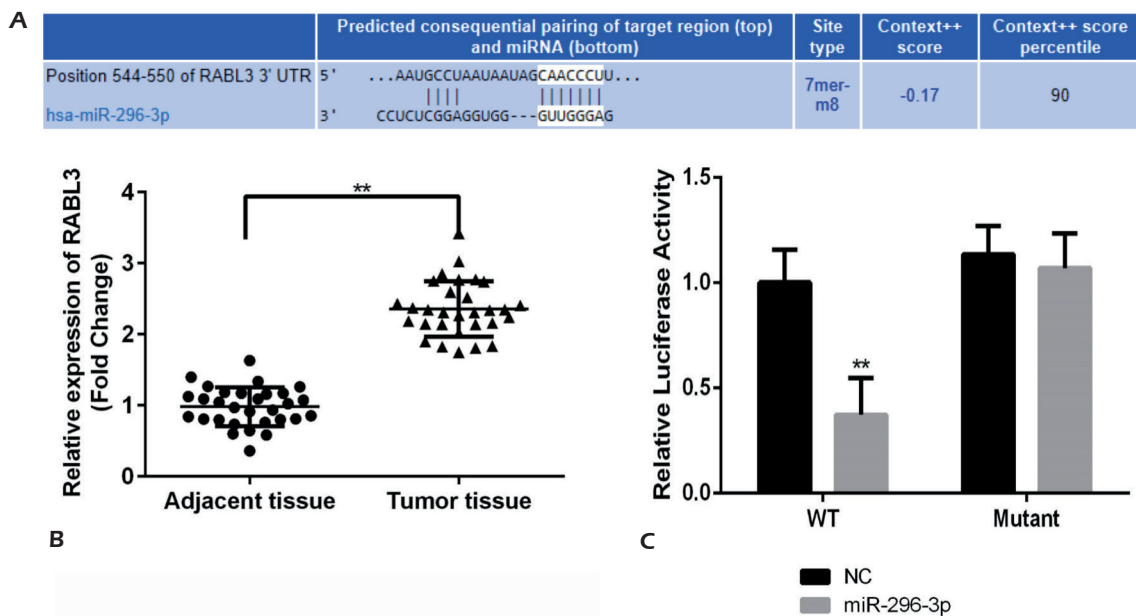 A
Predicted consequential pairing of target region (top)
and miRNA (bottom)
Site
type
Context++
score
Context++ score
percentile
Position 544-550 of RABL3 3' UTR 5' ...AAUGCCUAAUAAUAGCAACCCUU...
hsa-miR-296-3p 3' CCUCUCGGAGGUGG---GUUGGGAG
7mer-
m8
-0.17
90
Relative expression of RABL3
(Fold Change)
4
3
2
1
0
**
Adjacent tissue
Tumor tissue
B
Relative Luciferase Activity
1.5
1.0
0.5
0.0
**
WT
Mutant
C
NC
miR-296-3p